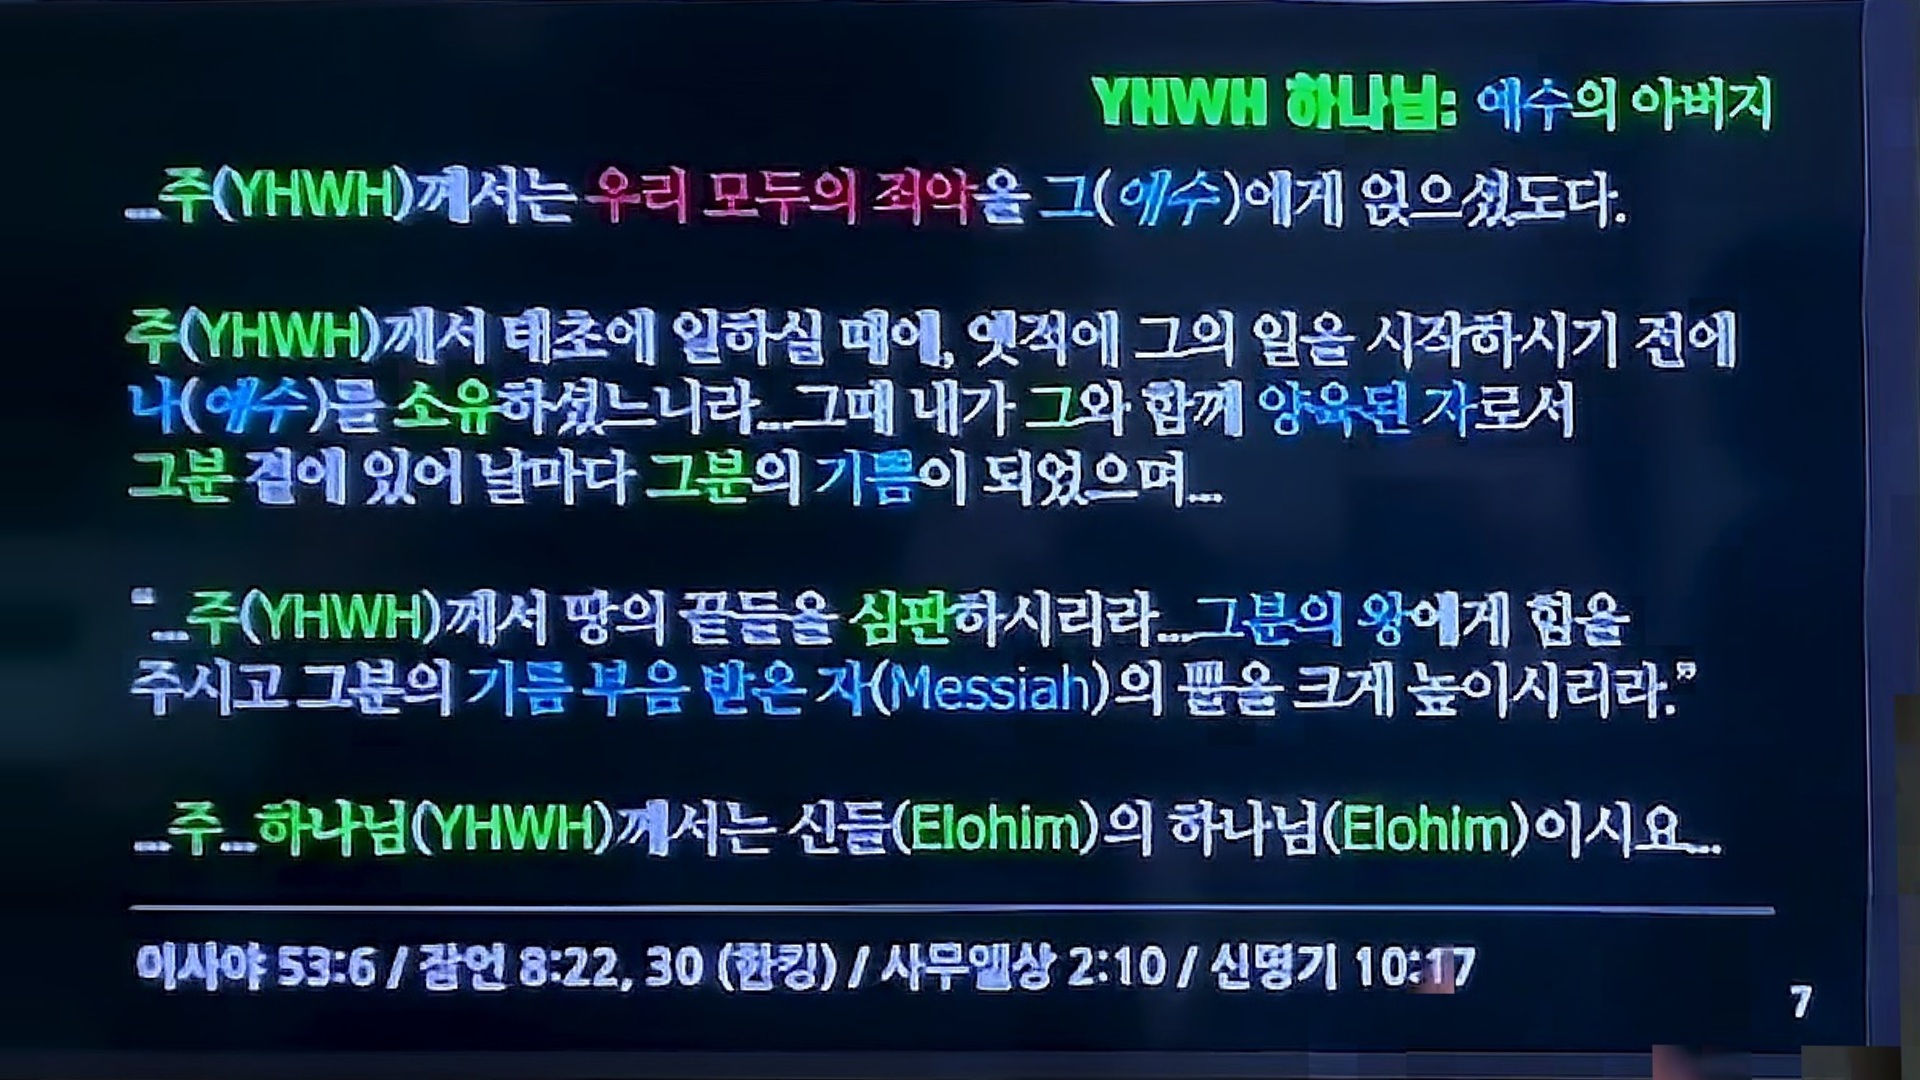 YHWH 하나님: 예수의 아버지
...주(YHWH)께서는 우리 모두의 죄악을 그(예수)에게 얹으셨도다.
주(YHWH)께서 태초에 일하실 때에, 옛적에 그의 일을 시작하시기 전에
나(예수)를 소유하셨느니라...그때 내가 그와 함께 양육된 자로서
그분 곁에 있어 날마다 그분의 기쁨이 되었으며...
“...주(YHWH)께서 땅의 끝들을 심판하시리라...그분의 왕에게 힘을
주시고 그분의 기름 부음 받은 자(Messiah)의 뿔을 크게 높이시리라.”
...주...하나님(YHWH)께서는 신들(Elohim)의 하나님(Elohim)이시요...
이사야 53:6 / 잠언 8:22, 30 (한킹) / 사무엘상 2:10 / 신명기 10:17
7